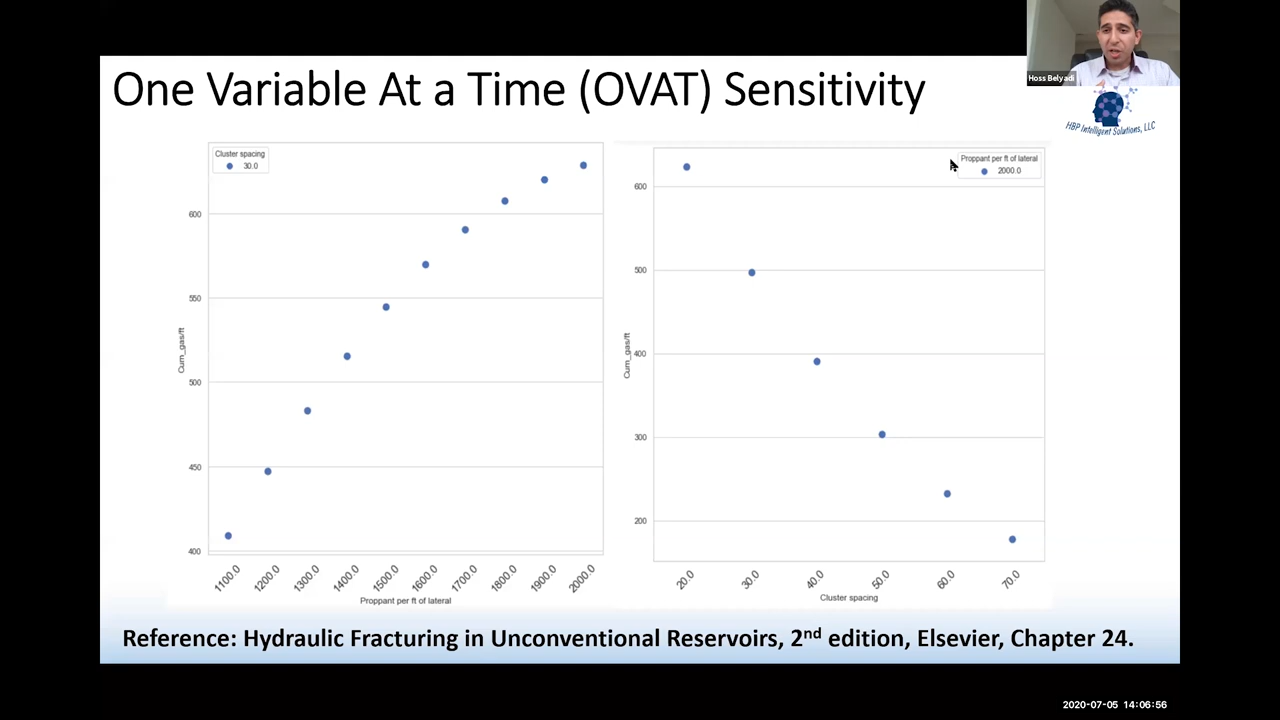 One Variable At a Time (OVAT) Sensitivity
Hoss Belyadi
HBP Intelligent Solutions, LLC
Cluster spacing
30.0
600
550
500
450
400
Cum_gas/ft
1100.0
1200.0
1300.0
1400.0
1500.0
1600.0
1700.0
1800.0
1900.0
2000.0
Proppant per ft of lateral
Proppant per ft of lateral
2000.0
600
500
400
300
200
Cum_gas/ft
20.0
30.0
40.0
50.0
60.0
70.0
Cluster spacing
Reference: Hydraulic Fracturing in Unconventional Reservoirs, 2nd edition, Elsevier, Chapter 24.
2020-07-05 14:06:56